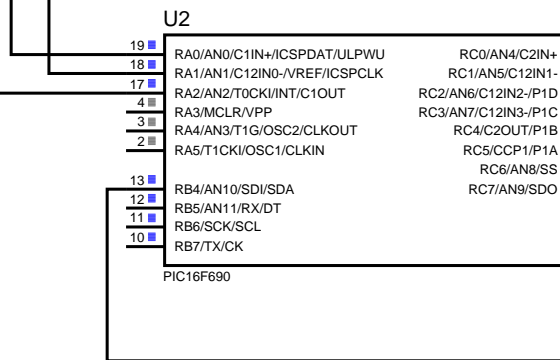 U2
19 RA0/AN0/C1IN+/ICSPDAT/ULPWU RC0/AN4/C2IN+
18 RA1/AN1/C12IN0-/VREF/ICSPCLK RC1/AN5/C12IN1-
17 RA2/AN2/T0CKI/INT/C1OUT RC2/AN6/C12IN2-/P1D
4 RA3/MCLR/VPP RC3/AN7/C12IN3-/P1C
3 RA4/AN3/T1G/OSC2/CLKOUT RC4/C2OUT/P1B
2 RA5/T1CKI/OSC1/CLKIN RC5/CCP1/P1A
RC6/AN8/SS
13 RB4/AN10/SDI/SDA RC7/AN9/SDO
12 RB5/AN11/RX/DT
11 RB6/SCK/SCL
10 RB7/TX/CK
PIC16F690